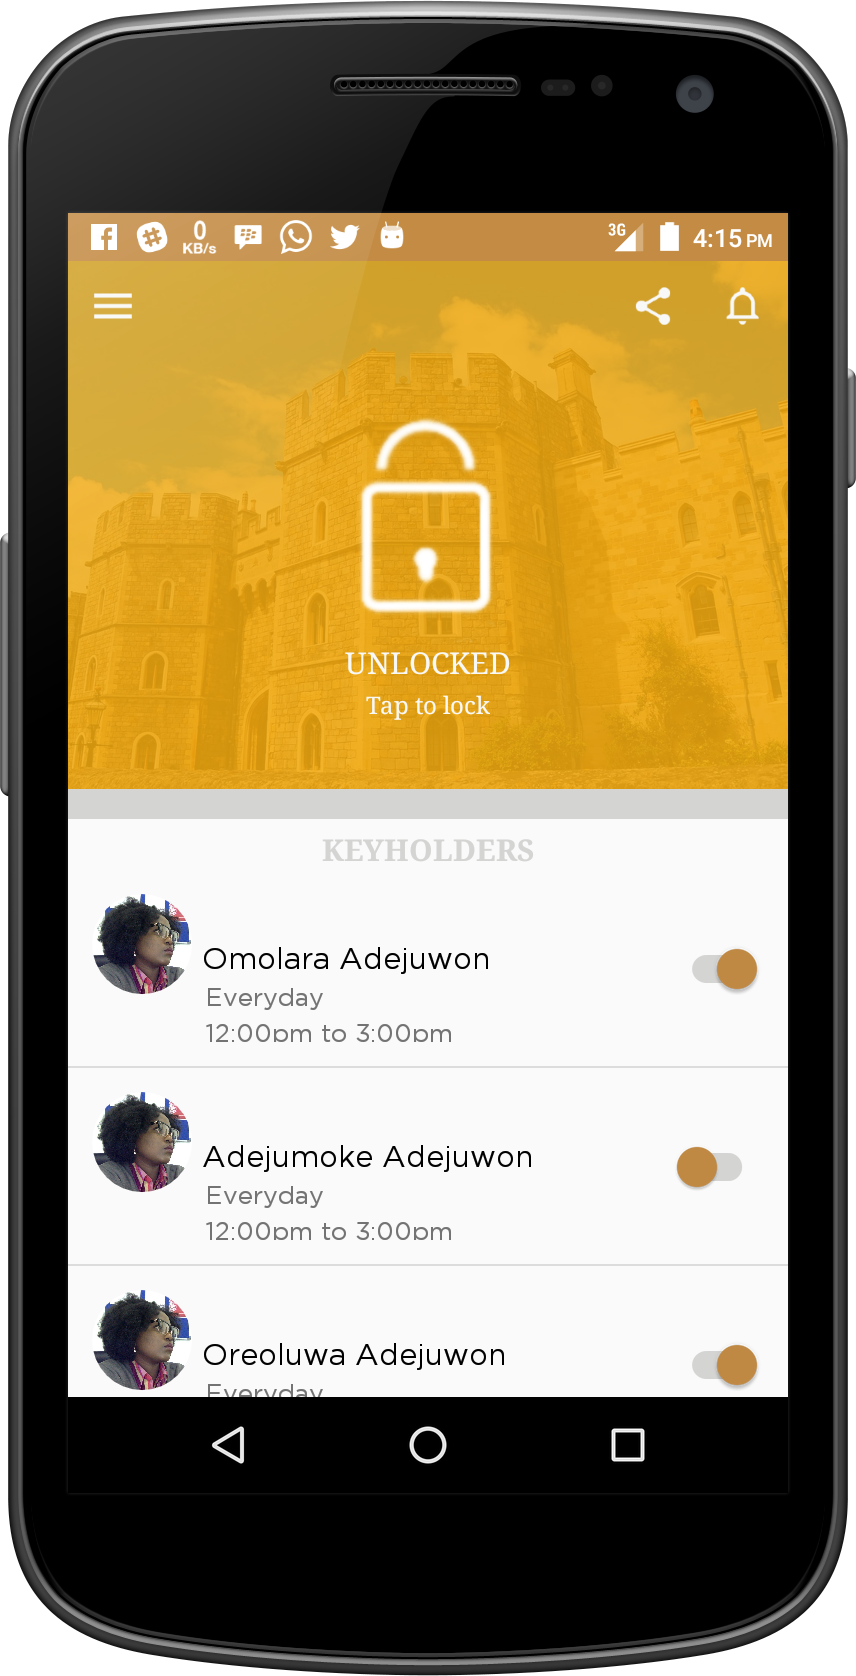 0
KB/s
3G
4:15 PM
UNLOCKED
Tap to lock
KEYHOLDERS
Omolara Adejuwon
Everyday
12:00pm to 3:00pm
Adejumoke Adejuwon
Everyday
12:00pm to 3:00pm
Oreoluwa Adejuwon
Everyday